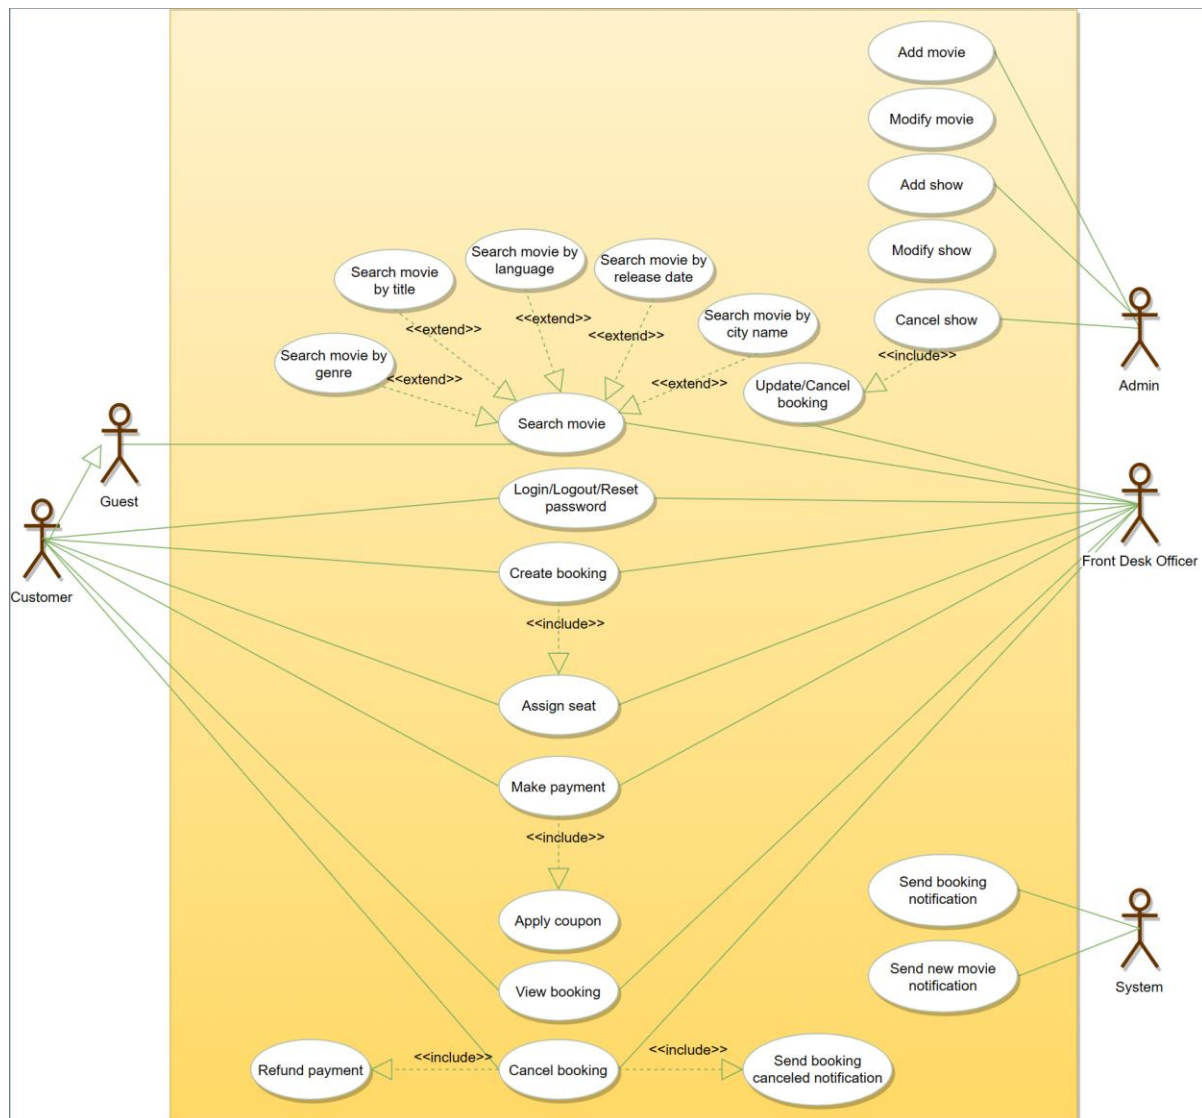 Add movie
Modify movie
Add show
Modify show
Search movie by
language
Search movie by
release date
Search movie
by title
Search movie by
city name
Cancel show
<<extend>>
<<extend>>
<<extend>>
Search movie by
genre
<<include>>
<<extend>>
<<extend>>
Update/Cancel
booking
Admin
Search movie
Guest
Login/Logout/Reset
password
Customer
Create booking
Front Desk Officer
<<include>>
Assign seat
Make payment
<<include>>
Send booking
notification
Apply coupon
Send new movie
notification
System
View booking
<<include>>
<<include>>
Refund payment
Cancel booking
Send booking
canceled notification